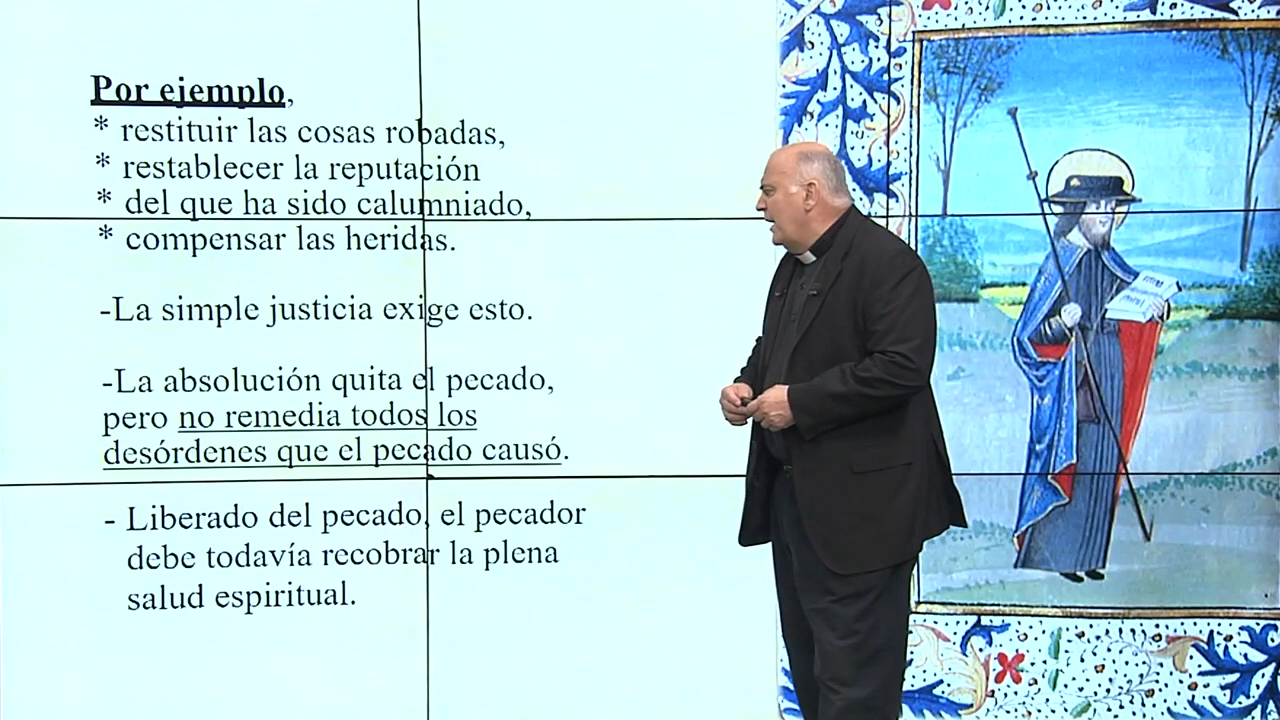 Por ejemplo,
* restituir las cosas robadas,
* restablecer la reputación
* del que ha sido calumniado,
* compensar las heridas.
-La simple justicia exige esto.
-La absolución quita el pecado,
pero no remedia todos los
desórdenes que el pecado causó.
- Liberado del pecado, el pecador
debe todavía recobrar la plena
salud espiritual.